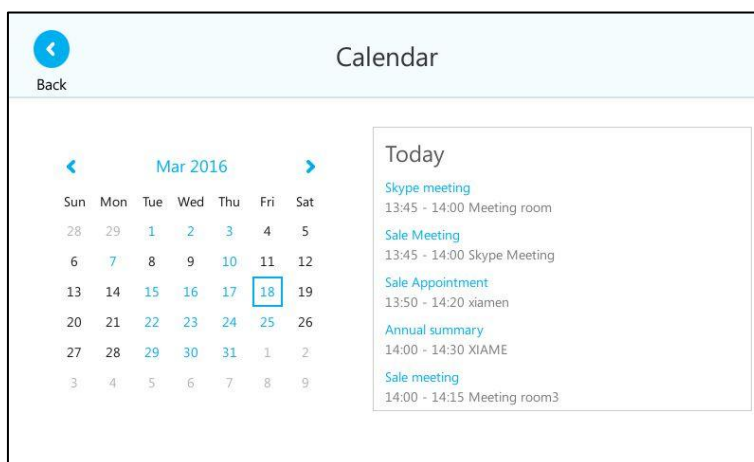 Back
Calendar
Mar 2016
Sun Mon Tue Wed Thu Fri Sat
28 29 1 2 3 4 5
6 7 8 9 10 11 12
13 14 15 16 17 18 19
20 21 22 23 24 25 26
27 28 29 30 31 1 2
3 4 5 6 7 8 9
Today
Skype meeting
13:45 - 14:00 Meeting room
Sale Meeting
13:45 - 14:00 Skype Meeting
Sale Appointment
13:50 - 14:20 xiamen
Annual summary
14:00 - 14:30 XIAME
Sale meeting
14:00 - 14:15 Meeting room3